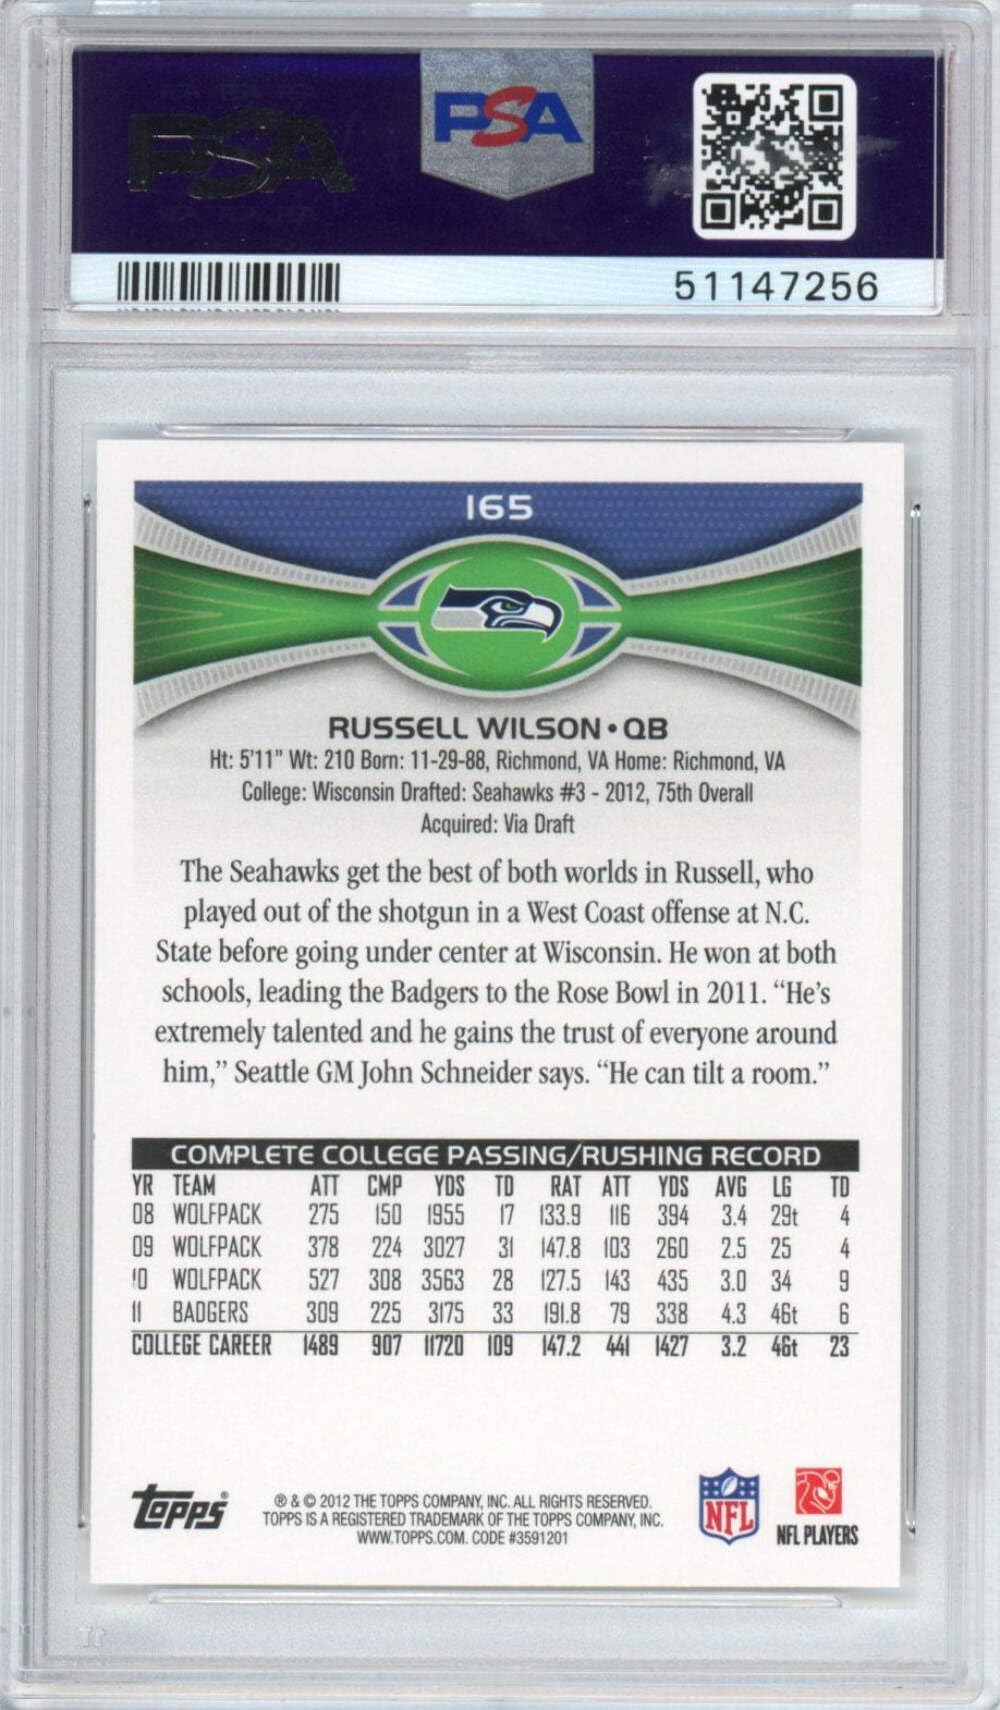 PSA
PSA
51147256
165
RUSSELL WILSON • QB
Ht: 5'11" Wt: 210 Born: 11-29-88, Richmond, VA Home: Richmond, VA
College: Wisconsin Drafted: Seahawks #3 - 2012, 75th Overall
Acquired: Via Draft
The Seahawks get the best of both worlds in Russell, who
played out of the shotgun in a West Coast offense at N.C.
State before going under center at Wisconsin. He won at both
schools, leading the Badgers to the Rose Bowl in 2011. “He’s
extremely talented and he gains the trust of everyone around
him,” Seattle GM John Schneider says. “He can tilt a room.”
COMPLETE COLLEGE PASSING/RUSHING RECORD
YR TEAM ATT CMP YDS TD RAT ATT YDS AVG LG TD
08 WOLFPACK 275 150 1955 17 133.9 116 394 3.4 29t 4
09 WOLFPACK 378 224 3027 31 147.8 103 260 2.5 25 4
10 WOLFPACK 527 308 3563 28 127.5 143 435 3.0 34 9
11 BADGERS 309 225 3175 33 191.8 79 338 4.3 46t 6
COLLEGE CAREER 1489 907 11720 109 147.2 441 1427 3.2 46t 23
Topps
® & © 2012 THE TOPPS COMPANY, INC. ALL RIGHTS RESERVED.
TOPPS IS A REGISTERED TRADEMARK OF THE TOPPS COMPANY, INC.
WWW.TOPPS.COM. CODE #3591201
NFL
NFL PLAYERS